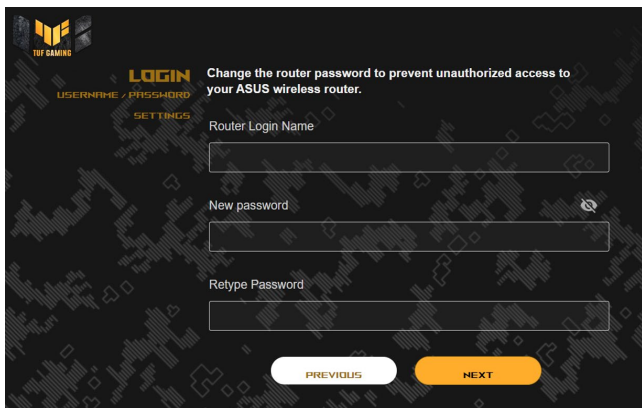 TUF GAMING
LOGIN
USERNAME / PASSWORD
SETTINGS
Change the router password to prevent unauthorized access to
your ASUS wireless router.
Router Login Name
New password
Retype Password
PREVIOUS
NEXT